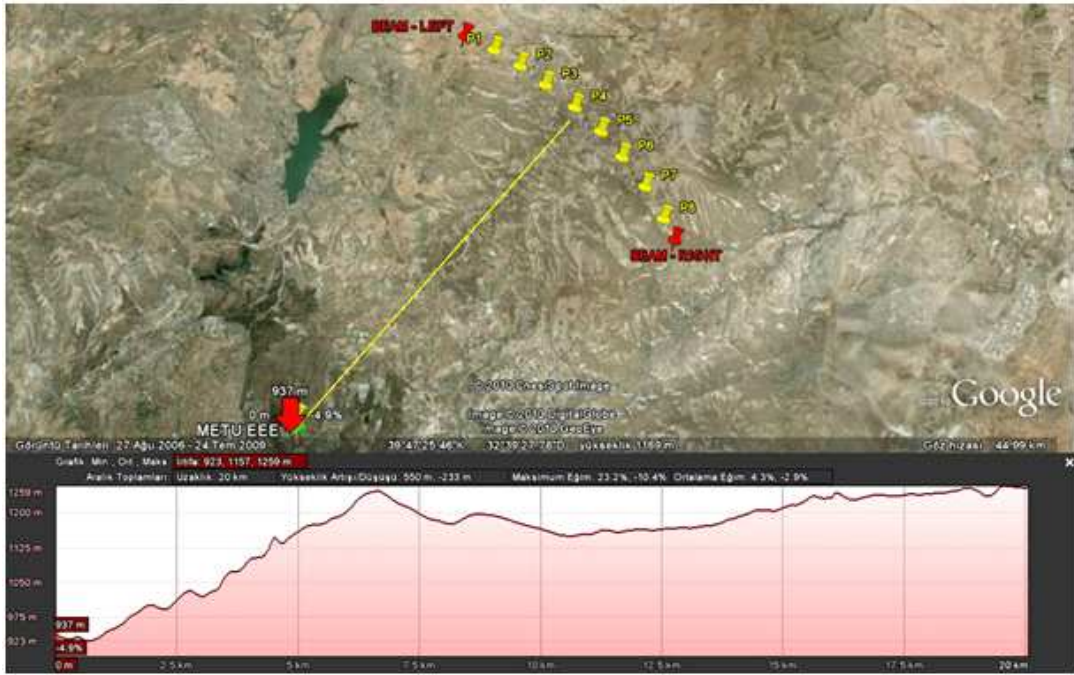 BEAM - LEFT
P1
P2
P3
P4
P5
P6
P7
P8
BEAM - RIGHT
937 m
0 m
-4.9%
METU EEE
© 2010 Cnes/Spot Image
Image © 2010 DigitalGlobe
Image © 2010 GeoEye
Google
Görüntü Tarihleri: 27 Ağu 2006 - 24 Tem 2009
39°47'25.46"K
32°39'27.76"D
yükseklik 1169 m
Göz hizası 44.99 km
Grafik Min , Ort , Maks İrtifa: 923, 1157, 1259 m
Aralık Toplamları: Uzaklık: 20 km Yükseklik Artışı/Düşüşü: 550 m, -233 m Maksimum Eğim: 23.2%, -10.4% Ortalama Eğim: 4.3%, -2.9%
1259 m
1200 m
1125 m
1050 m
975 m
923 m
937 m
-4.9%
0 m
2.5 km
5 km
7.5 km
10 km
12.5 km
15 km
17.5 km
20 km